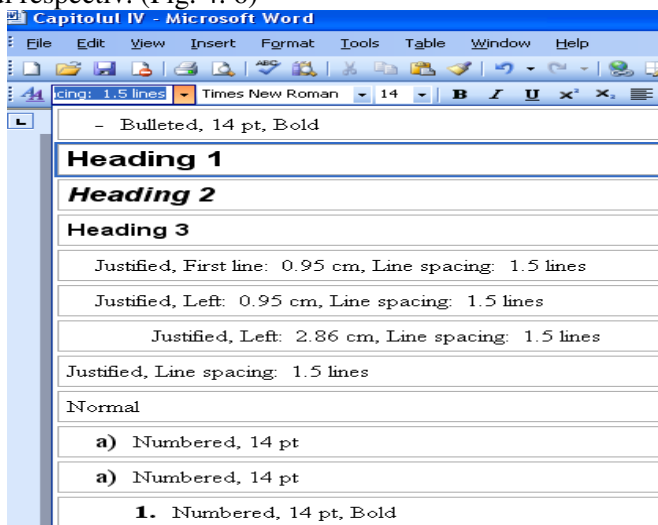 respectiv. (Fig. 4. 6)
Capitolul IV - Microsoft Word
File Edit View Insert Format Tools Table Window Help
cing: 1.5 lines Times New Roman 14 B I U x² x₂
- Bulleted, 14 pt, Bold
Heading 1
Heading 2
Heading 3
Justified, First line: 0.95 cm, Line spacing: 1.5 lines
Justified, Left: 0.95 cm, Line spacing: 1.5 lines
Justified, Left: 2.86 cm, Line spacing: 1.5 lines
Justified, Line spacing: 1.5 lines
Normal
a) Numbered, 14 pt
a) Numbered, 14 pt
1. Numbered, 14 pt, Bold